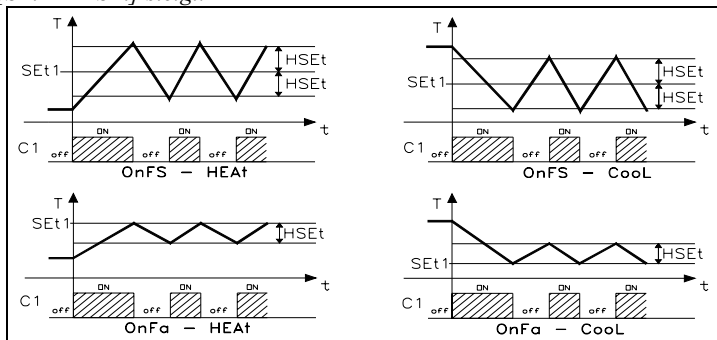 T
SEt1
HSEt
HSEt
t
C1
off
ON
off
ON
off
ON
OnFS - HEAt
T
SEt1
HSEt
HSEt
t
C1
off
ON
off
ON
off
ON
OnFS - CooL
T
SEt1
HSEt
t
C1
off
ON
off
ON
off
ON
OnFa - HEAt
T
SEt1
HSEt
t
C1
off
ON
off
ON
off
ON
OnFa - CooL